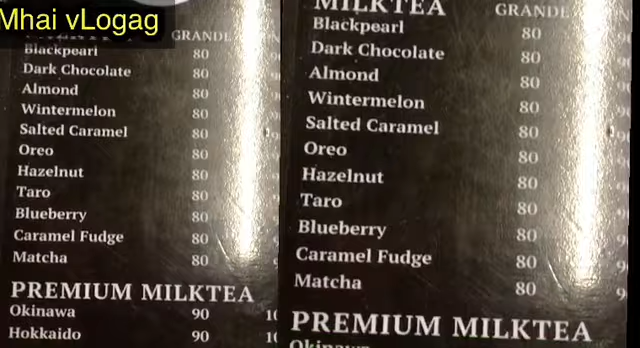 Mhai vLogag
GRANDE
Blackpearl 80
Dark Chocolate 80
Almond 80
Wintermelon 80
Salted Caramel 80
Oreo 80
Hazelnut 80
Taro 80
Blueberry 80
Caramel Fudge 80
Matcha 80
PREMIUM MILKTEA
Okinawa 90
Hokkaido 90
MILKTEA GRANDE
Blackpearl 80
Dark Chocolate 80
Almond 80
Wintermelon 80
Salted Caramel 80
Oreo 80
Hazelnut 80
Taro 80
Blueberry 80
Caramel Fudge 80
Matcha 80
PREMIUM MILKTEA